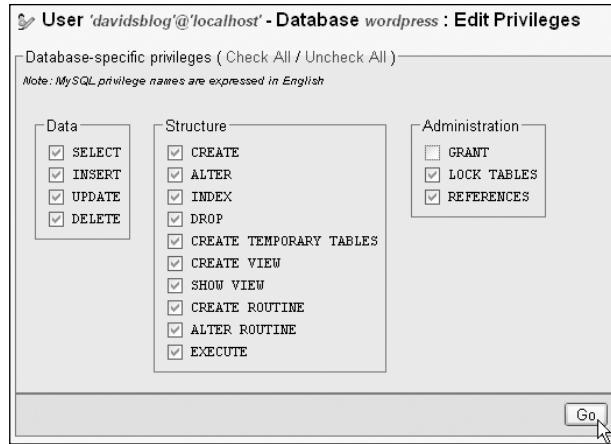 User 'davidsblog'@'localhost' - Database wordpress : Edit Privileges
Database-specific privileges ( Check All / Uncheck All )
Note: MySQL privilege names are expressed in English
Data
SELECT
INSERT
UPDATE
DELETE
Structure
CREATE
ALTER
INDEX
DROP
CREATE TEMPORARY TABLES
CREATE VIEW
SHOW VIEW
CREATE ROUTINE
ALTER ROUTINE
EXECUTE
Administration
GRANT
LOCK TABLES
REFERENCES
Go